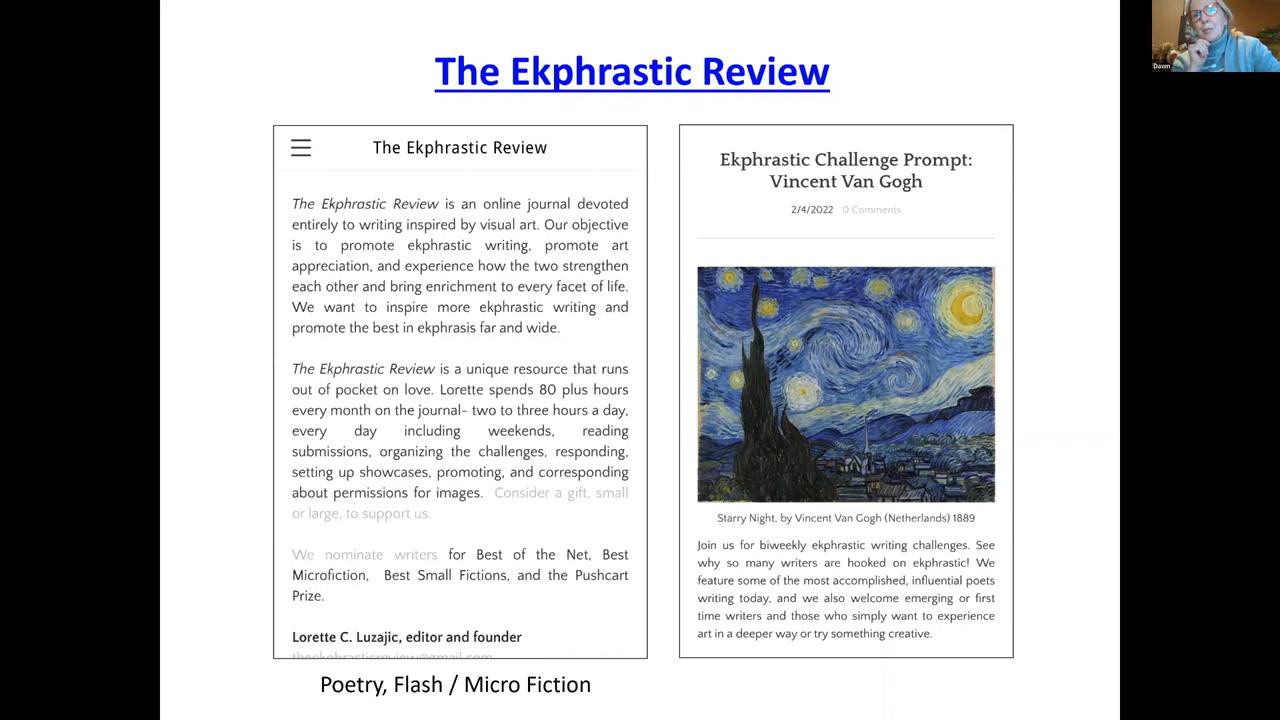 The Ekphrastic Review
The Ekphrastic Review
The Ekphrastic Review is an online journal devoted
entirely to writing inspired by visual art. Our objective
is to promote ekphrastic writing, promote art
appreciation, and experience how the two strengthen
each other and bring enrichment to every facet of life.
We want to inspire more ekphrastic writing and
promote the best in ekphrasis far and wide.
The Ekphrastic Review is a unique resource that runs
out of pocket on love. Lorette spends 80 plus hours
every month on the journal- two to three hours a day,
every day including weekends, reading
submissions, organizing the challenges, responding,
setting up showcases, promoting, and corresponding
about permissions for images. Consider a gift, small
or large, to support us.
We nominate writers for Best of the Net, Best
Microfiction, Best Small Fictions, and the Pushcart
Prize.
Lorette C. Luzajic, editor and founder
theekphrasticreview@gmail.com
Poetry, Flash / Micro Fiction
Ekphrastic Challenge Prompt:
Vincent Van Gogh
2/4/2022 0 Comments
Starry Night, by Vincent Van Gogh (Netherlands) 1889
Join us for biweekly ekphrastic writing challenges. See
why so many writers are hooked on ekphrastic! We
feature some of the most accomplished, influential poets
writing today, and we also welcome emerging or first
time writers and those who simply want to experience
art in a deeper way or try something creative.
Dawn